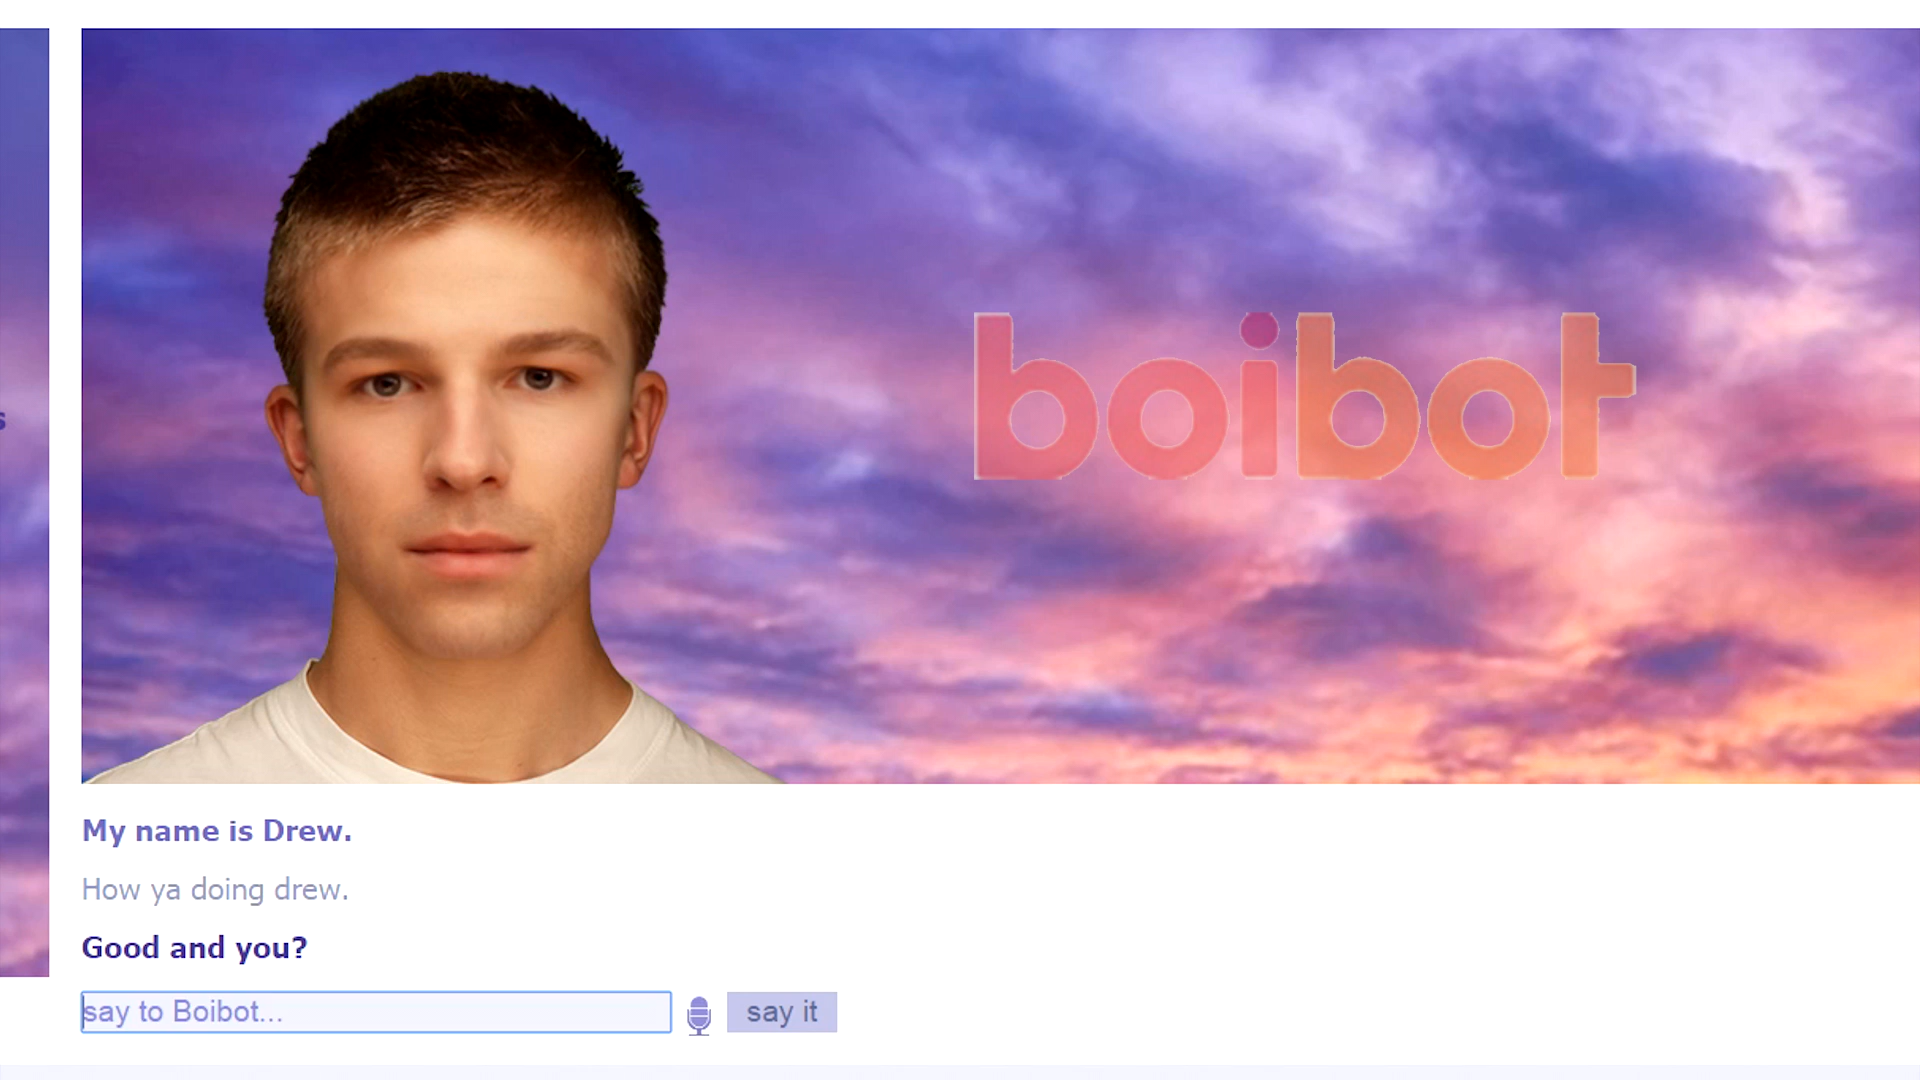 boibot
s
My name is Drew.
How ya doing drew.
Good and you?
say to Boibot...
say it